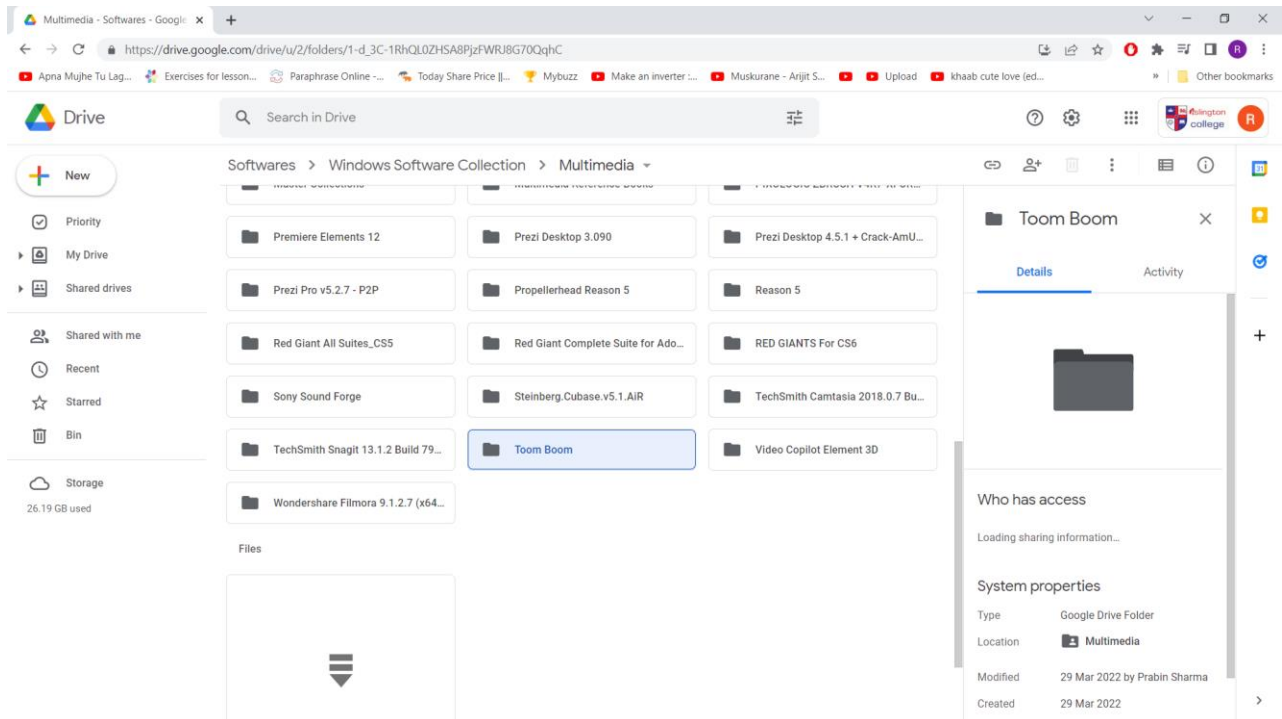 Multimedia - Softwares - Google
https://drive.google.com/drive/u/2/folders/1-d_3C-1RhQL0ZHSA8PjzFWRJ8G70QqhC
R
Apna Mujhe Tu Lag... Exercises for lesson... Paraphrase Online -... Today Share Price ||... Mybuzz Make an inverter :... Muskurane - Arijit S... Upload khaab cute love (ed... » Other bookmarks
Drive Search in Drive islington college R
New Softwares > Windows Software Collection > Multimedia
Master Collections Multimedia Reference Books
Priority
My Drive
Shared drives
Shared with me
Recent
Starred
Bin
Storage
26.19 GB used
Premiere Elements 12 Prezi Desktop 3.090 Prezi Desktop 4.5.1 + Crack-AmU...
Prezi Pro v5.2.7 - P2P Propellerhead Reason 5 Reason 5
Red Giant All Suites_CS5 Red Giant Complete Suite for Ado... RED GIANTS For CS6
Sony Sound Forge Steinberg.Cubase.v5.1.AiR TechSmith Camtasia 2018.0.7 Bu...
TechSmith Snagit 13.1.2 Build 79... Toom Boom Video Copilot Element 3D
Wondershare Filmora 9.1.2.7 (x64...
Files
Toom Boom
Details Activity
Who has access
Loading sharing information...
System properties
Type Google Drive Folder
Location Multimedia
Modified 29 Mar 2022 by Prabin Sharma
Created 29 Mar 2022
31